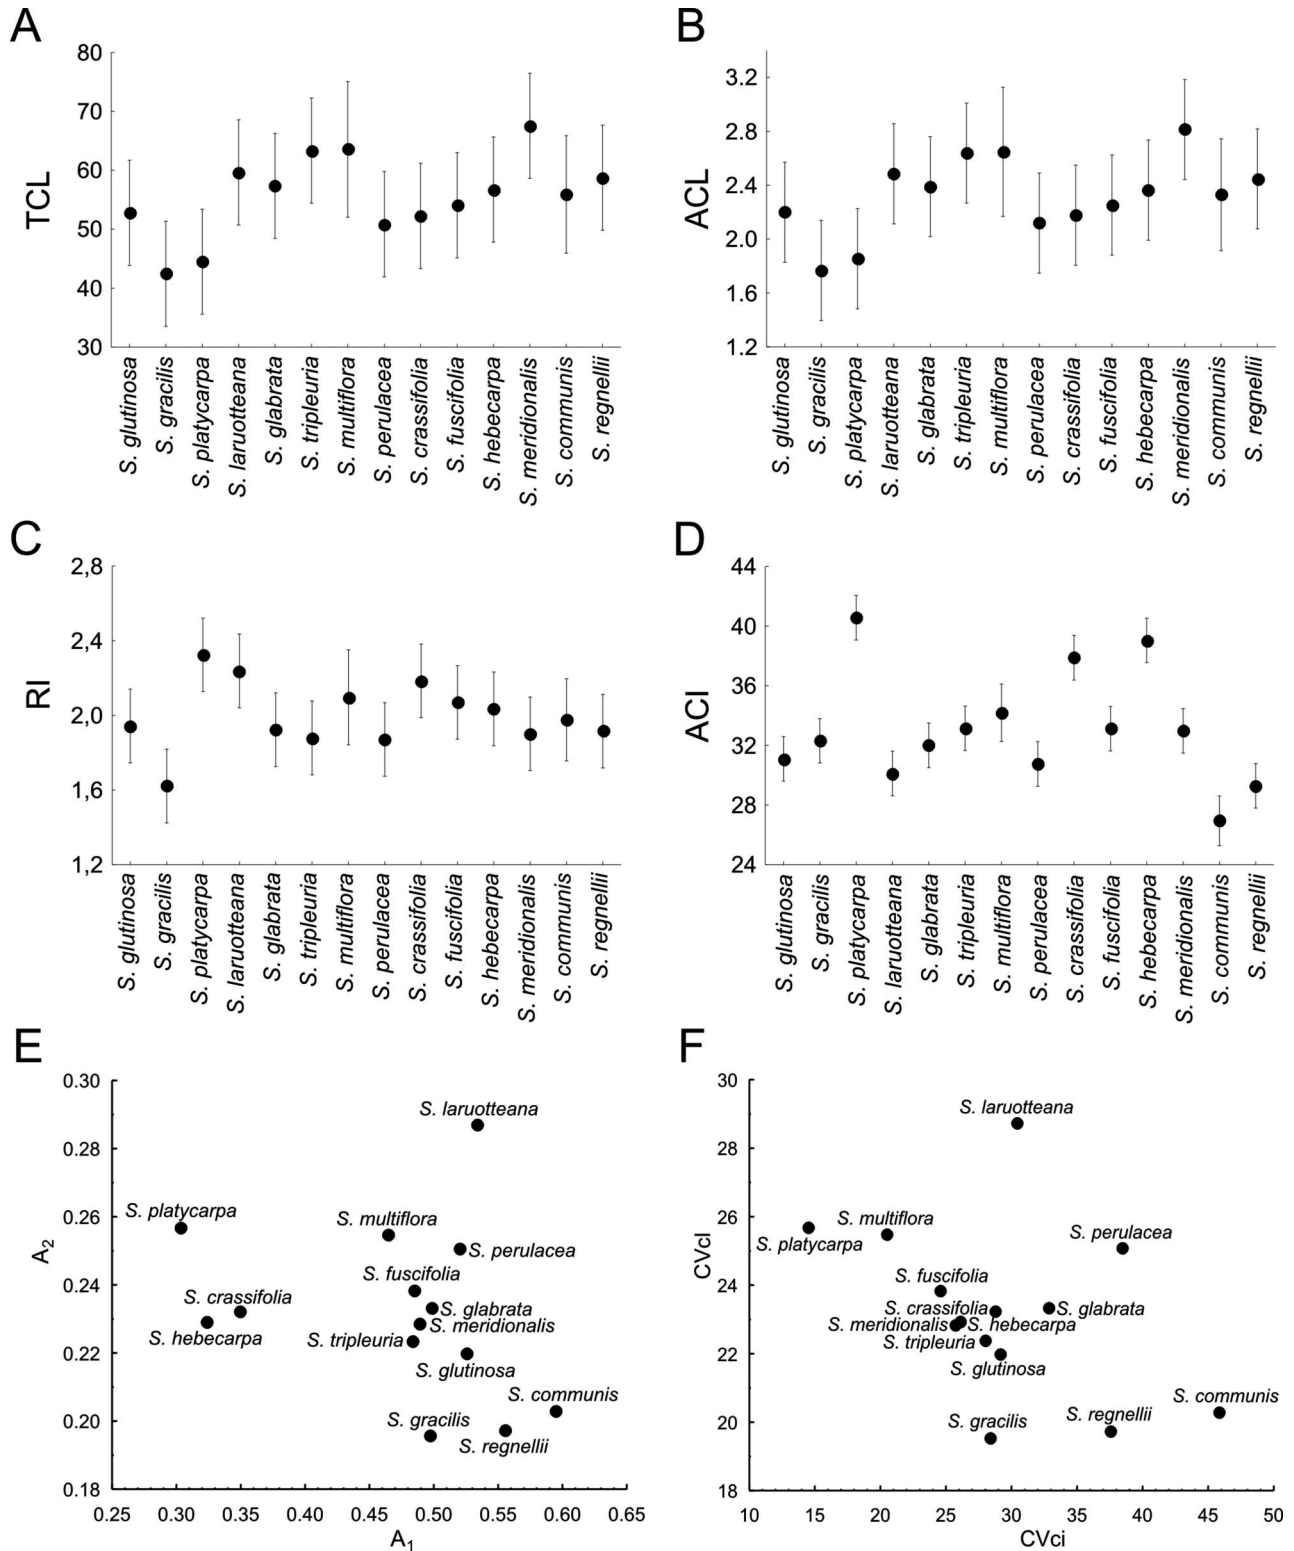 A
B
80
70
60
50
40
30
TCL
S. glutinosa
S. gracilis
S. platycarpa
S. laruotteana
S. glabrata
S. tripleuria
S. multiflora
S. perulacea
S. crassifolia
S. fuscifolia
S. hebecarpa
S. meridionalis
S. communis
S. regnellii
3.2
2.8
2.4
2.0
1.6
1.2
ACL
S. glutinosa
S. gracilis
S. platycarpa
S. laruotteana
S. glabrata
S. tripleuria
S. multiflora
S. perulacea
S. crassifolia
S. fuscifolia
S. hebecarpa
S. meridionalis
S. communis
S. regnellii
C
D
2,8
2,4
2,0
1,6
1,2
RI
S. glutinosa
S. gracilis
S. platycarpa
S. laruotteana
S. glabrata
S. tripleuria
S. multiflora
S. perulacea
S. crassifolia
S. fuscifolia
S. hebecarpa
S. meridionalis
S. communis
S. regnellii
44
40
36
32
28
24
ACI
S. glutinosa
S. gracilis
S. platycarpa
S. laruotteana
S. glabrata
S. tripleuria
S. multiflora
S. perulacea
S. crassifolia
S. fuscifolia
S. hebecarpa
S. meridionalis
S. communis
S. regnellii
E
F
0.30
0.28
0.26
0.24
0.22
0.20
0.18
A₂
S. laruotteana
S. platycarpa
S. multiflora
S. perulacea
S. fuscifolia
S. crassifolia
S. glabrata
S. meridionalis
S. hebecarpa
S. tripleuria
S. glutinosa
S. communis
S. gracilis
S. regnellii
0.25 0.30 0.35 0.40 0.45 0.50 0.55 0.60 0.65
A₁
30
28
26
24
22
20
18
CVcl
S. laruotteana
S. multiflora
S. platycarpa
S. perulacea
S. fuscifolia
S. crassifolia
S. glabrata
S. meridionalis
S. hebecarpa
S. tripleuria
S. glutinosa
S. communis
S. gracilis
S. regnellii
10 15 20 25 30 35 40 45 50
CVci